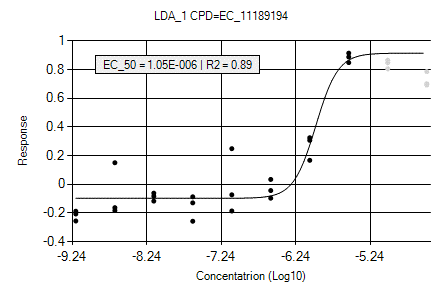 LDA_1 CPD=EC_11189194
EC_50 = 1.05E-006 | R2 = 0.89
Response
1
0.8
0.6
0.4
0.2
0
-0.2
-0.4
-9.24 -8.24 -7.24 -6.24 -5.24
Concentatrion (Log10)